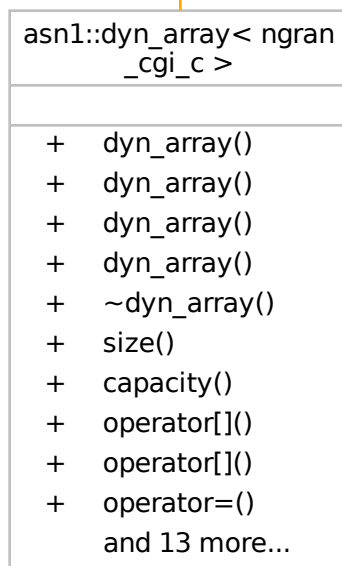 asn1::dyn_array< ngran
_cgi_c >
+ dyn_array()
+ dyn_array()
+ dyn_array()
+ dyn_array()
+ ~dyn_array()
+ size()
+ capacity()
+ operator[]()
+ operator[]()
+ operator=()
and 13 more...